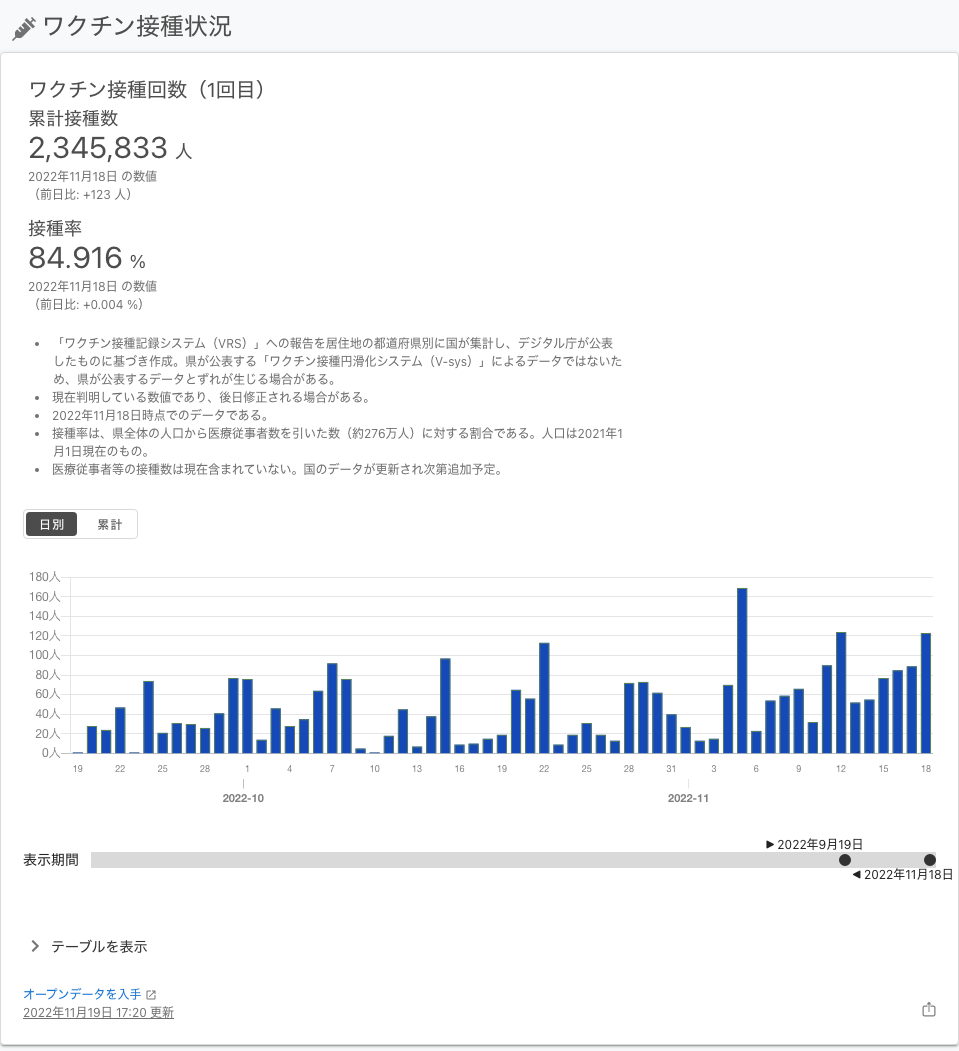 ワクチン接種状況
ワクチン接種回数（1回目）
累計接種数
2,345,833 人
2022年11月18日 の数値
（前日比: +123 人）
接種率
84.916 %
2022年11月18日 の数値
（前日比: +0.004 %）
• 「ワクチン接種記録システム（VRS）」への報告を居住地の都道府県別に国が集計し、デジタル庁が公表
したものに基づき作成。県が公表する「ワクチン接種円滑化システム（V-sys）」によるデータではないた
め、県が公表するデータとずれが生じる場合がある。
• 現在判明している数値であり、後日修正される場合がある。
• 2022年11月18日時点でのデータである。
• 接種率は、県全体の人口から医療従事者数を引いた数（約276万人）に対する割合である。人口は2021年1
月1日現在のもの。
• 医療従事者等の接種数は現在含まれていない。国のデータが更新され次第追加予定。
日別 累計
180人
160人
140人
120人
100人
80人
60人
40人
20人
0人
19 22 25 28 1 4 7 10 13 16 19 22 25 28 31 3 6 9 12 15 18
2022-10 2022-11
▶ 2022年9月19日
表示期間
◀ 2022年11月18日
テーブルを表示
オープンデータを入手
2022年11月19日 17:20 更新